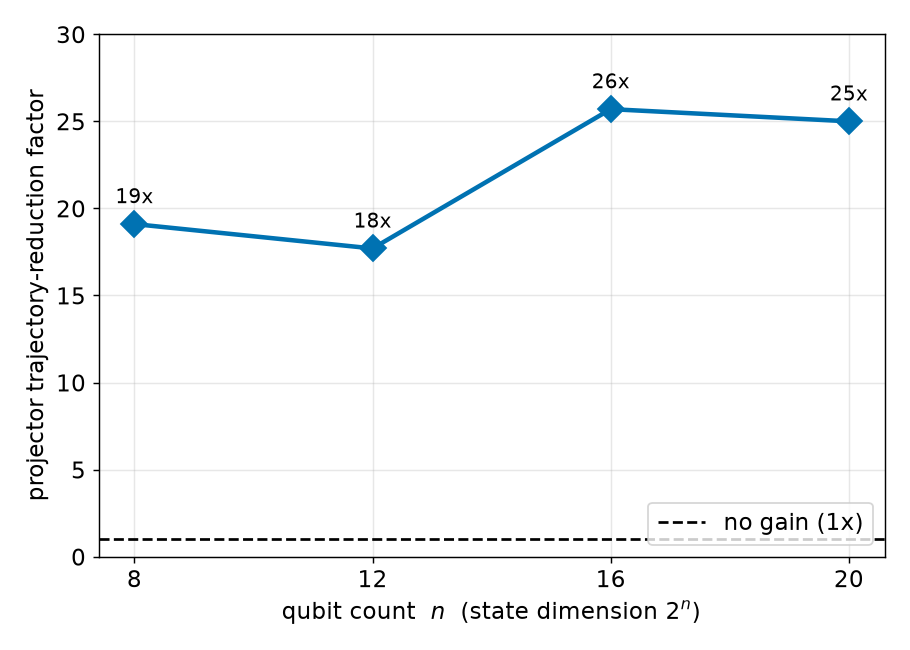 projector trajectory-reduction factor
30
25
20
15
10
5
0
19x
18x
26x
25x
no gain (1x)
8
12
16
20
qubit count n (state dimension 2ⁿ)